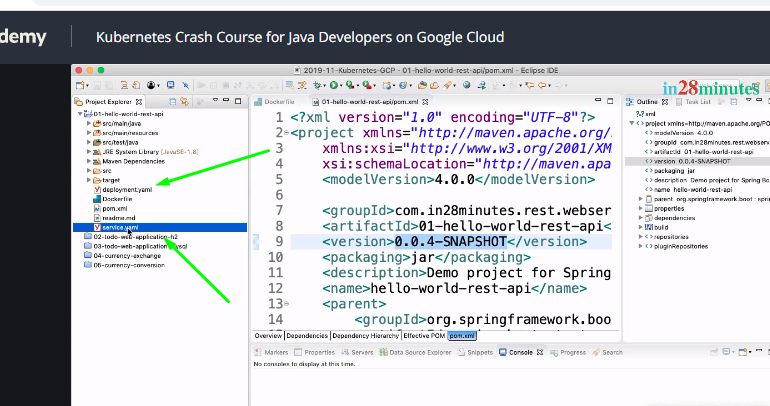 demy
Kubernetes Crash Course for Java Developers on Google Cloud
2019-11-Kubernetes-GCP - 01-hello-world-rest-api/pom.xml - Eclipse IDE
in28minutes
Project Explorer
01-hello-world-rest-api
src/main/java
src/main/resources
src/test/java
JRE System Library [JavaSE-1.8]
Maven Dependencies
src
target
deployment.yaml
Dockerfile
pom.xml
readme.md
service.yaml
02-todo-web-application-h2
03-todo-web-application-
sql
04-currency-exchange
05-currency-conversion
Dockerfile
01-hello-world-rest-api/pom.xml
1 <?xml version="1.0" encoding="UTF-8"?>
2 <project xmlns="http://maven.apache.org/
3 xmlns:xsi="http://www.w3.org/2001/XM
4 xsi:schemaLocation="http://maven.apa
5 <modelVersion>4.0.0</modelVersion>
6
7 <groupId>com.in28minutes.rest.webser
8 <artifactId>01-hello-world-rest-api<
9 <version>0.0.4-SNAPSHOT</version>
10 <packaging>jar</packaging>
11 <description>Demo project for Spring
12 <name>hello-world-rest-api</name>
13 <parent>
14 <groupId>org.springframework.boo
Overview Dependencies Dependency Hierarchy Effective POM pom.xml
Outline Task List
xml
project xmlns=http://maven.apache.org
modelVersion 4.0.0
groupId com.in28minutes.rest.webserv
artifactId 01-hello-world-rest-api
version 0.0.4-SNAPSHOT
packaging jar
description Demo project for Spring Bo
name hello-world-rest-api
parent org.springframework.boot : spr
properties
dependencies
build
repositories
pluginRepositories
Markers Properties Servers Data Source Explorer Snippets Console Progress Search
No consoles to display at this time.